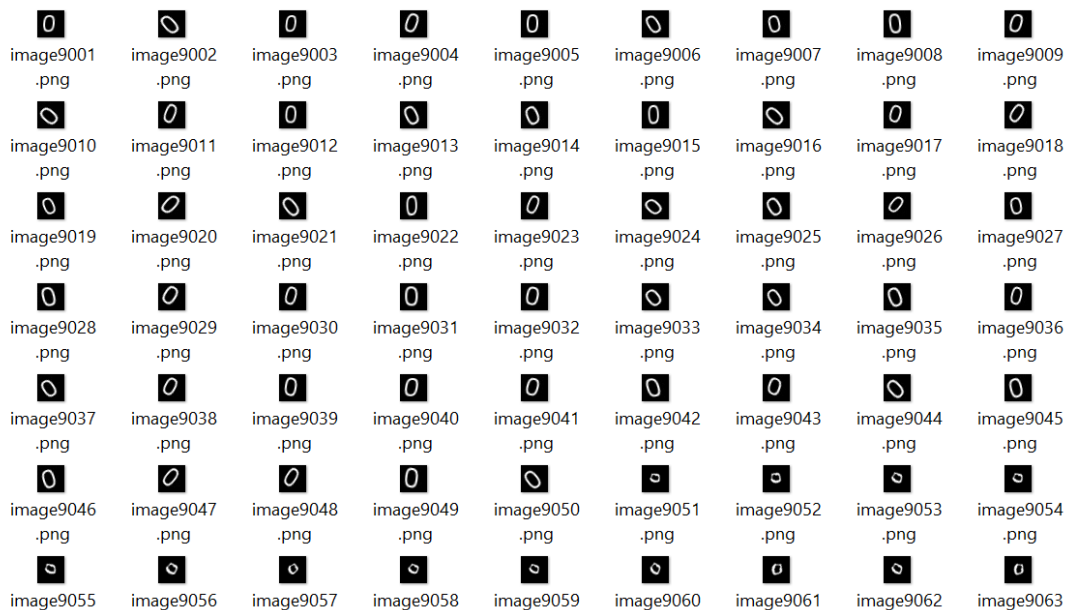 image9001 image9002 image9003 image9004 image9005 image9006 image9007 image9008 image9009
.png .png .png .png .png .png .png .png .png
image9010 image9011 image9012 image9013 image9014 image9015 image9016 image9017 image9018
.png .png .png .png .png .png .png .png .png
image9019 image9020 image9021 image9022 image9023 image9024 image9025 image9026 image9027
.png .png .png .png .png .png .png .png .png
image9028 image9029 image9030 image9031 image9032 image9033 image9034 image9035 image9036
.png .png .png .png .png .png .png .png .png
image9037 image9038 image9039 image9040 image9041 image9042 image9043 image9044 image9045
.png .png .png .png .png .png .png .png .png
image9046 image9047 image9048 image9049 image9050 image9051 image9052 image9053 image9054
.png .png .png .png .png .png .png .png .png
image9055 image9056 image9057 image9058 image9059 image9060 image9061 image9062 image9063